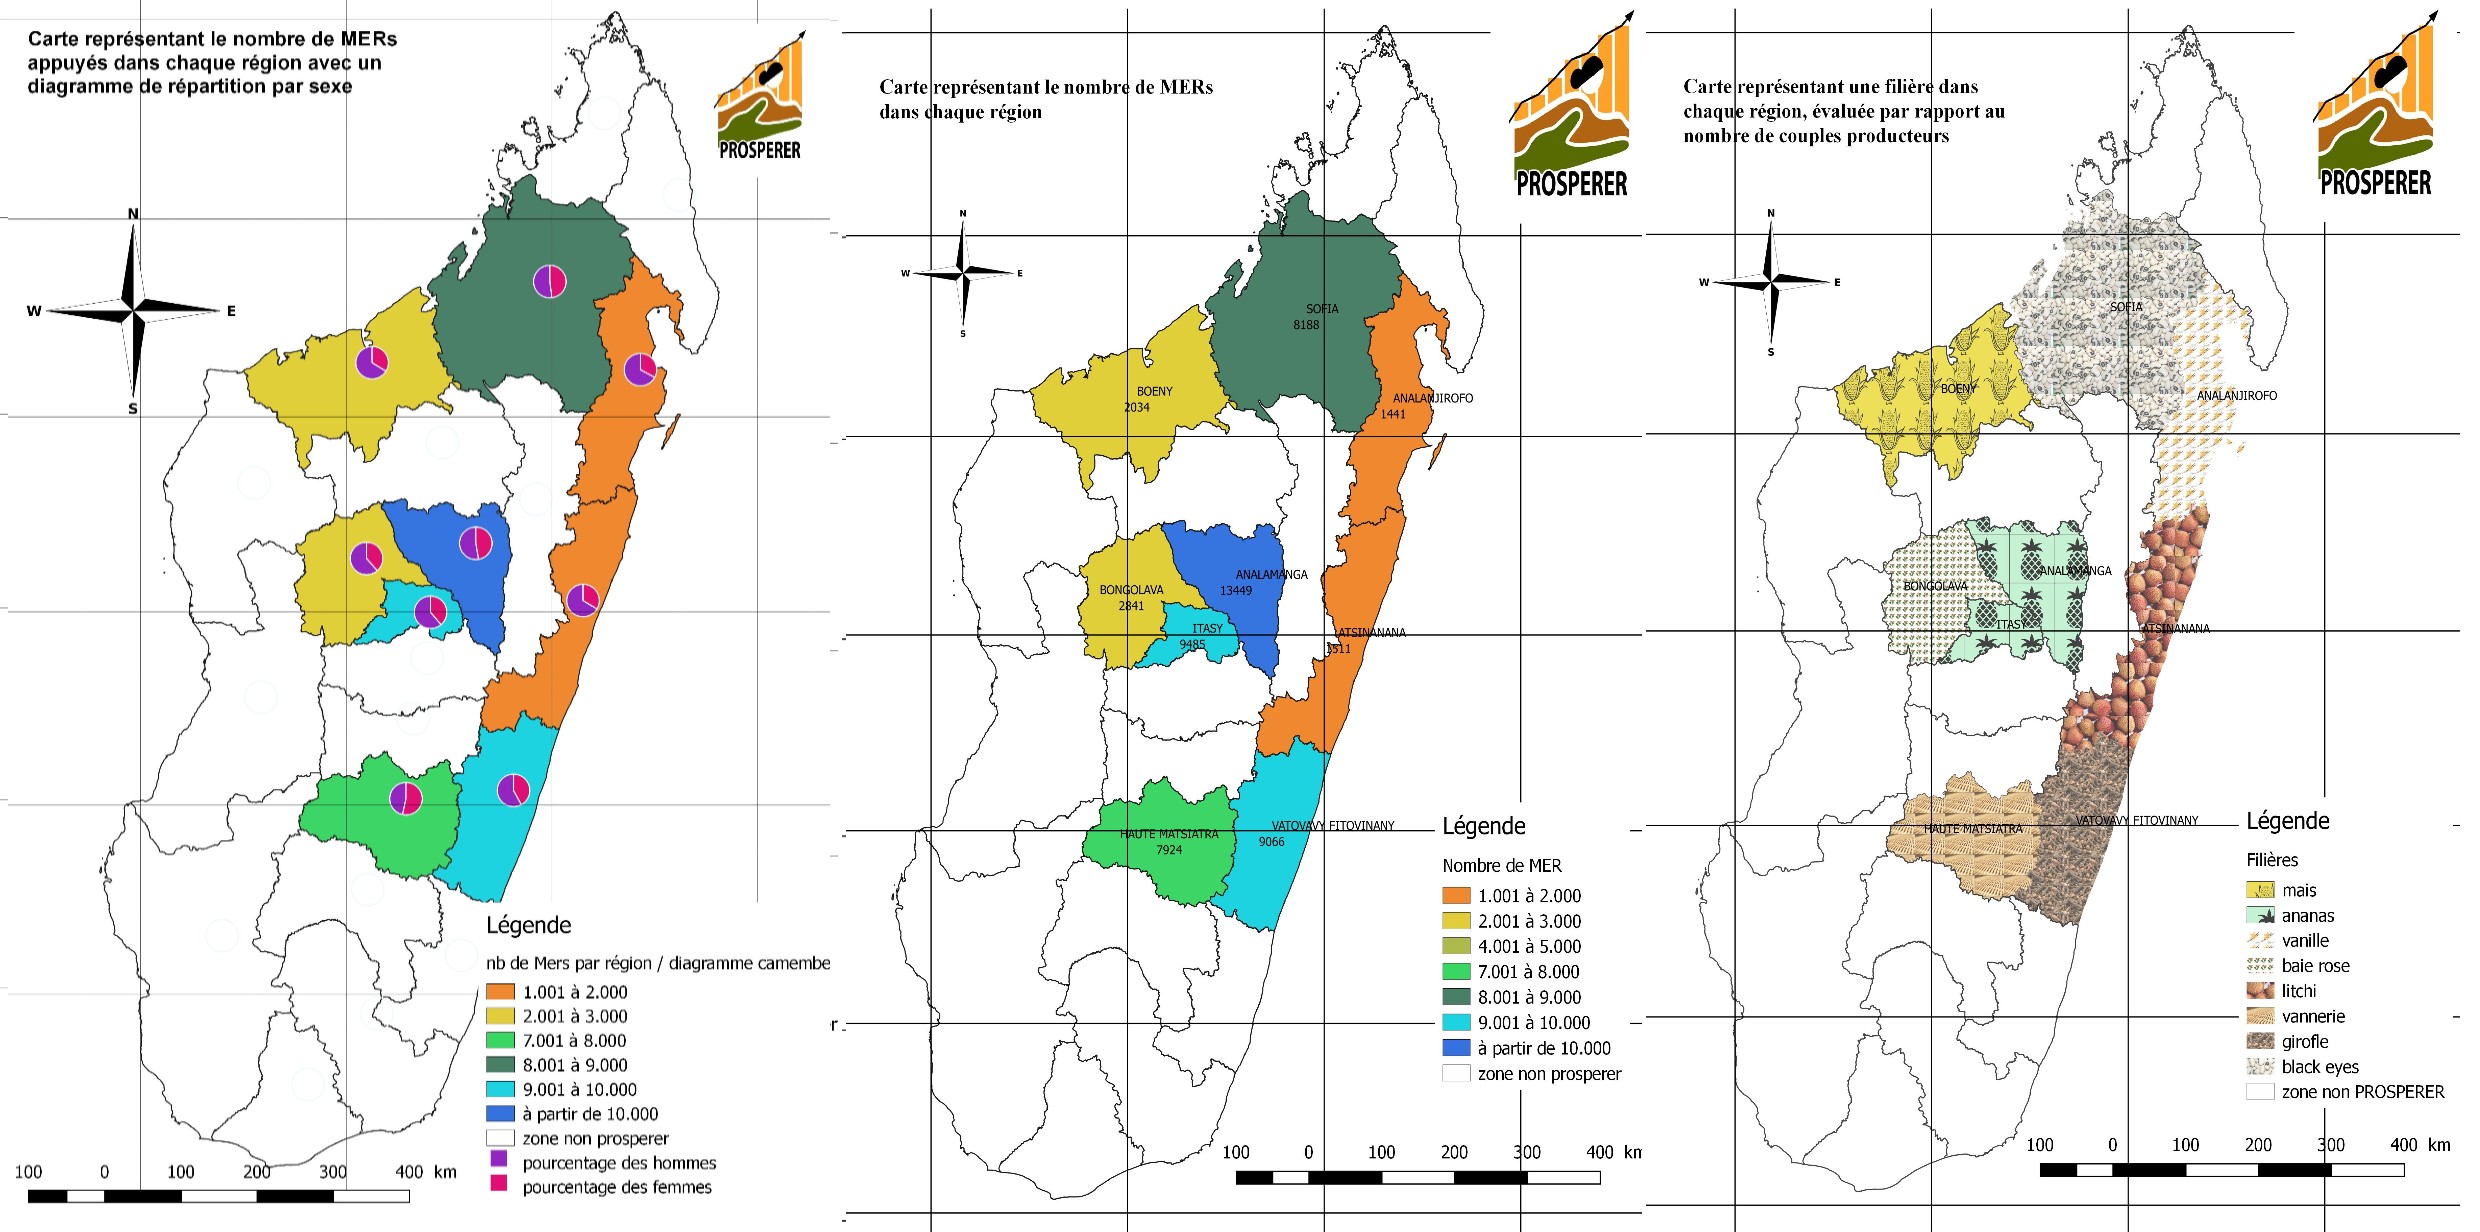 Carte représentant le nombre de MERs
appuyés dans chaque région avec un
diagramme de répartition par sexe
PROSPERER
N
W
E
S
Légende
nb de Mers par région / diagramme camembe
1.001 à 2.000
2.001 à 3.000
7.001 à 8.000
8.001 à 9.000
9.001 à 10.000
à partir de 10.000
zone non prosperer
pourcentage des hommes
pourcentage des femmes
100 0 100 200 300 400 km
Carte représentant le nombre de MERs
dans chaque région
PROSPERER
N
W
E
S
SOFIA
8188
BOENY
2034
ANALANJIROFO
1441
ANALAMANGA
13449
BONGOLAVA
2841
ITASY
9485
ATSINANANA
HAUTE MATSIATRA
7924
VATOVAVY FITOVINANY
9066
Légende
Nombre de MER
1.001 à 2.000
2.001 à 3.000
4.001 à 5.000
7.001 à 8.000
8.001 à 9.000
9.001 à 10.000
à partir de 10.000
zone non prosperer
100 0 100 200 300 400 km
Carte représentant une filière dans
chaque région, évaluée par rapport au
nombre de couples producteurs
PROSPERER
N
W
E
S
SOFIA
BOENY
ANALANJIROFO
ANALAMANGA
BONGOLAVA
ITASY
ATSINANANA
HAUTE MATSIATRA
VATOVAVY FITOVINANY
Légende
Filières
mais
ananas
vanille
baie rose
litchi
vannerie
girofle
black eyes
zone non PROSPERER
100 0 100 200 300 400 km